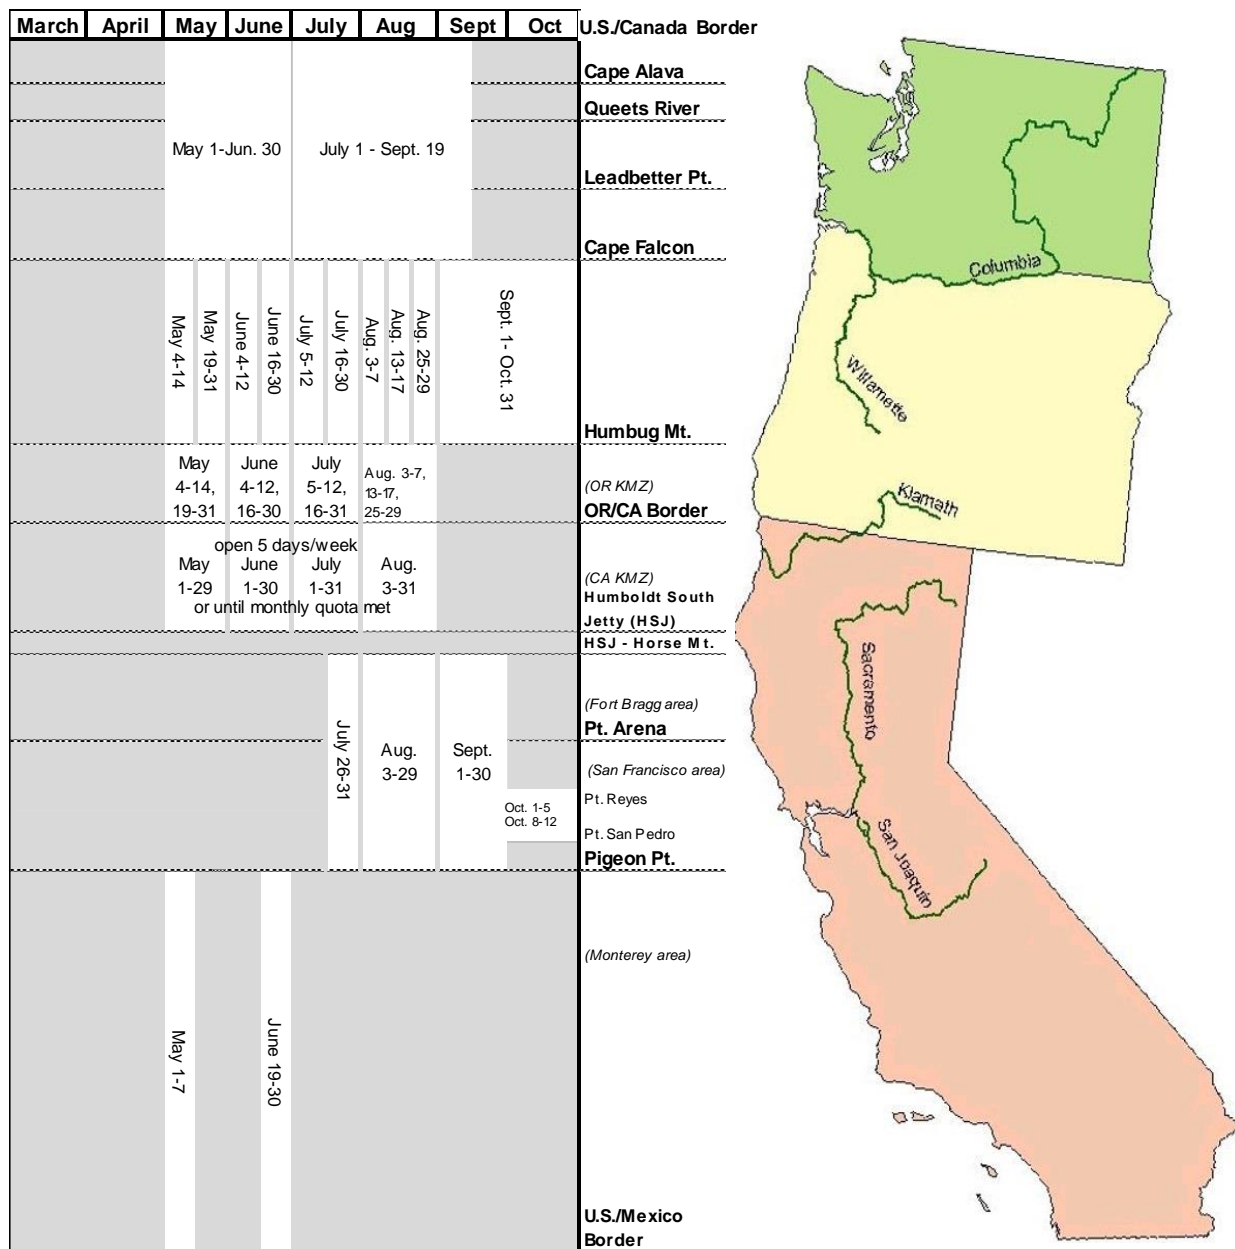 March April May June July Aug Sept Oct U.S./Canada Border
Cape Alava
Queets River
May 1-Jun. 30 July 1 - Sept. 19
Leadbetter Pt.
Cape Falcon
May 4-14
May 19-31
June 4-12
June 16-30
July 5-12
July 16-30
Aug. 3-7
Aug. 13-17
Aug. 25-29
Sept. 1- Oct. 31
Humbug Mt.
May
4-14,
19-31
June
4-12,
16-30
July
5-12,
16-31
Aug. 3-7,
13-17,
25-29
(OR KMZ)
OR/CA Border
open 5 days/week
May
1-29
June
1-30
July
1-31
Aug.
3-31
or until monthly quota met
(CA KMZ)
Humboldt South
Jetty (HSJ)
HSJ - Horse Mt.
(Fort Bragg area)
Pt. Arena
July 26-31
Aug.
3-29
Sept.
1-30
(San Francisco area)
Pt. Reyes
Oct. 1-5
Oct. 8-12
Pt. San Pedro
Pigeon Pt.
(Monterey area)
May 1-7
June 19-30
U.S./Mexico
Border
Columbia
Willamette
Klamath
Sacramento
San Joaquin